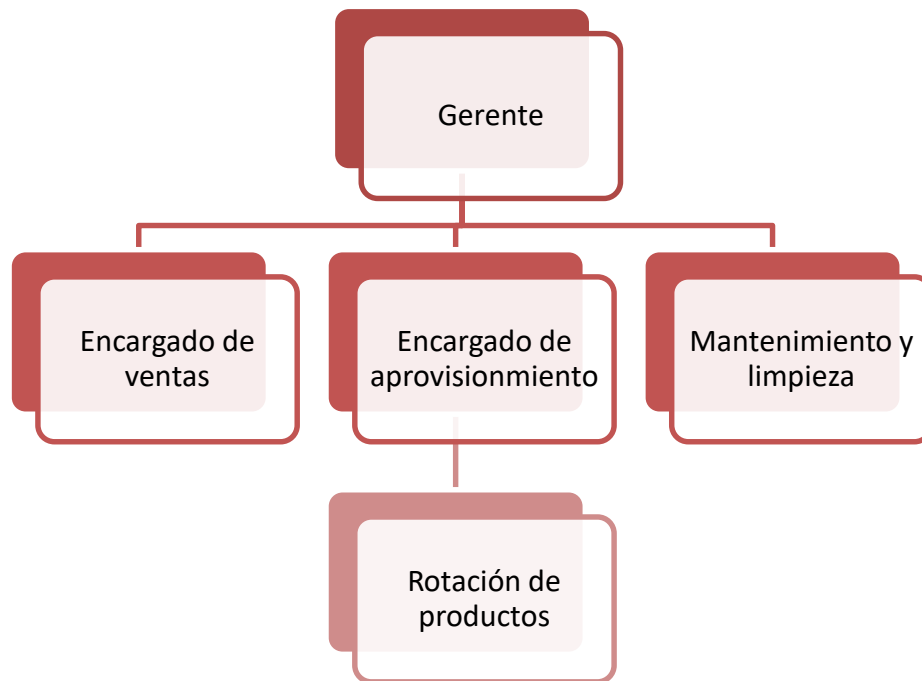 Gerente
Encargado de
ventas
Encargado de
aprovisionmiento
Mantenimiento y
limpieza
Rotación de
productos